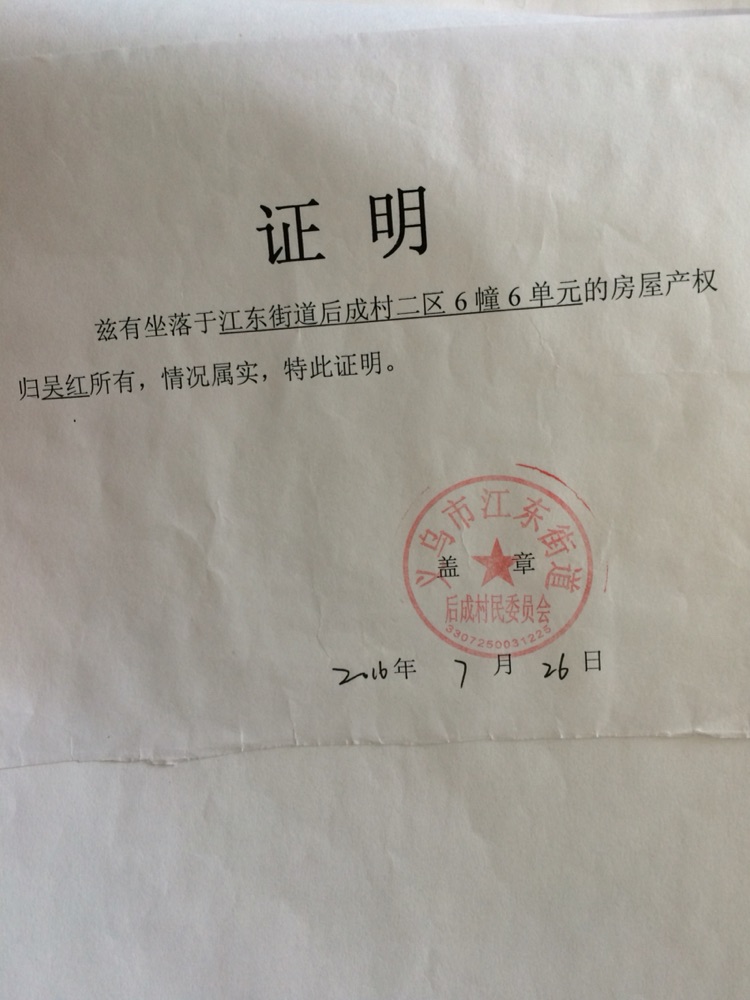 证 明
兹有坐落于江东街道后成村二区6幢6单元的房屋产权
归吴红所有，情况属实，特此证明。
义乌市江东街道
盖 章
后成村民委员会
3307250031225
2016年 7 月 26 日